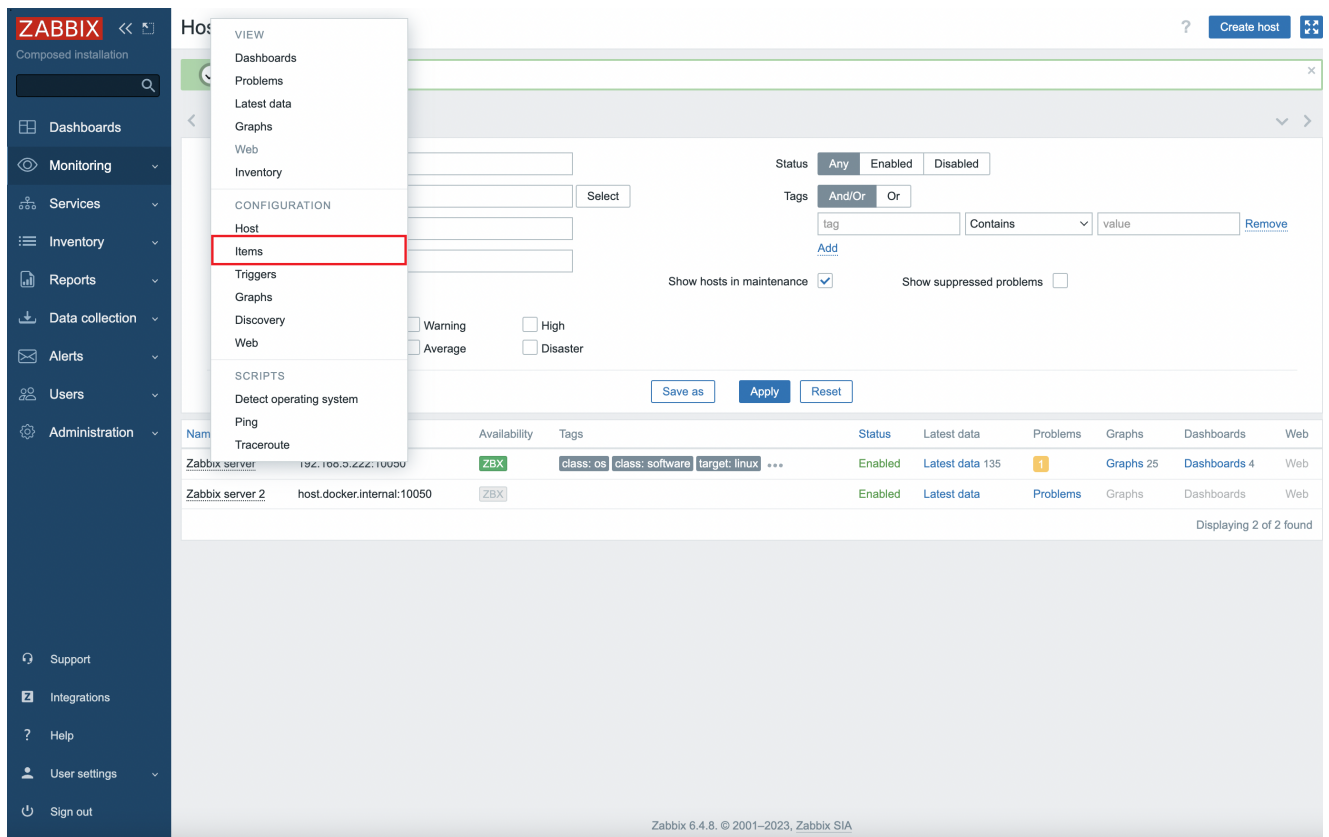 ZABBIX
Composed installation
Dashboards
Monitoring
Services
Inventory
Reports
Data collection
Alerts
Users
Administration
Support
Integrations
Help
User settings
Sign out
? Create host
VIEW
Dashboards
Problems
Latest data
Graphs
Web
Inventory
CONFIGURATION
Host
Items
Triggers
Graphs
Discovery
Web
SCRIPTS
Detect operating system
Ping
Traceroute
Select
Warning High
Average Disaster
Status Any Enabled Disabled
Tags And/Or Or
tag Contains value Remove
Add
Show hosts in maintenance Show suppressed problems
Save as Apply Reset
Availability Tags Status Latest data Problems Graphs Dashboards Web
Zabbix server 192.168.5.222:10050 ZBX class: os class: software target: linux ••• Enabled Latest data 135 1 Graphs 25 Dashboards 4 Web
Zabbix server 2 host.docker.internal:10050 ZBX Enabled Latest data Problems Graphs Dashboards Web
Displaying 2 of 2 found
Zabbix 6.4.8. © 2001–2023, Zabbix SIA